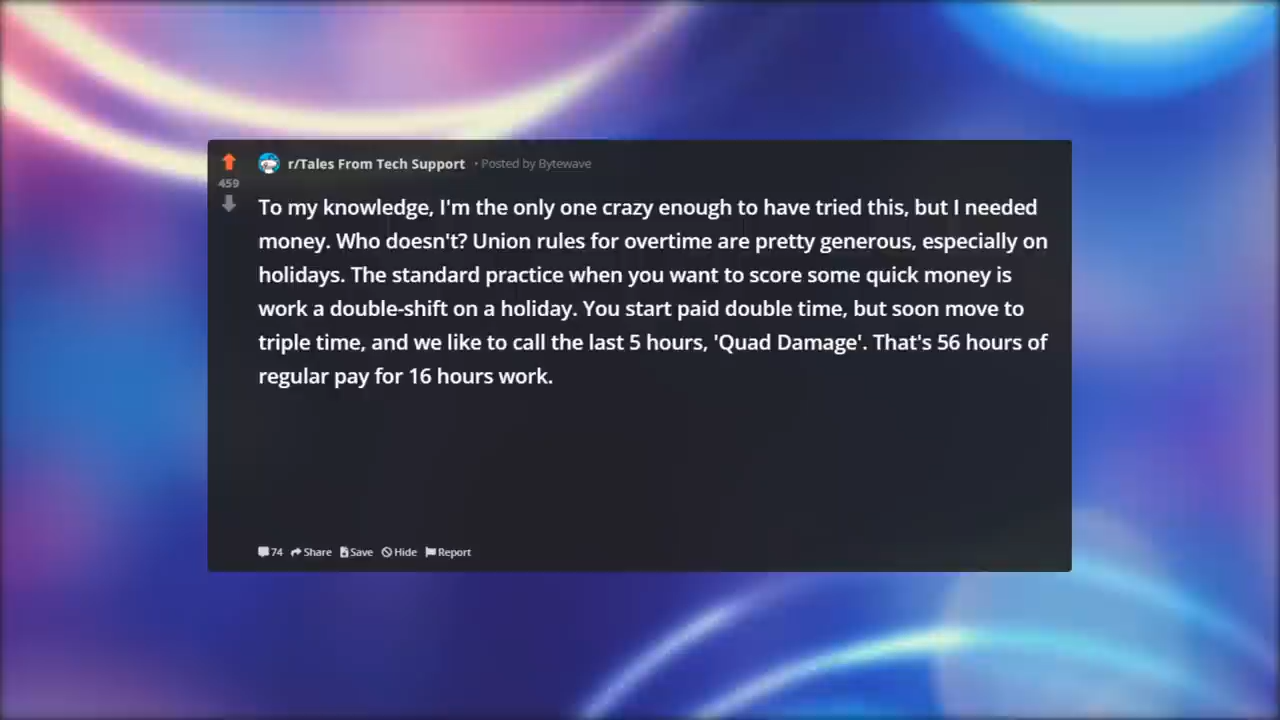 r/Tales From Tech Support • Posted by Bytewave
459
To my knowledge, I'm the only one crazy enough to have tried this, but I needed
money. Who doesn't? Union rules for overtime are pretty generous, especially on
holidays. The standard practice when you want to score some quick money is
work a double-shift on a holiday. You start paid double time, but soon move to
triple time, and we like to call the last 5 hours, 'Quad Damage'. That's 56 hours of
regular pay for 16 hours work.
74 Share Save Hide Report